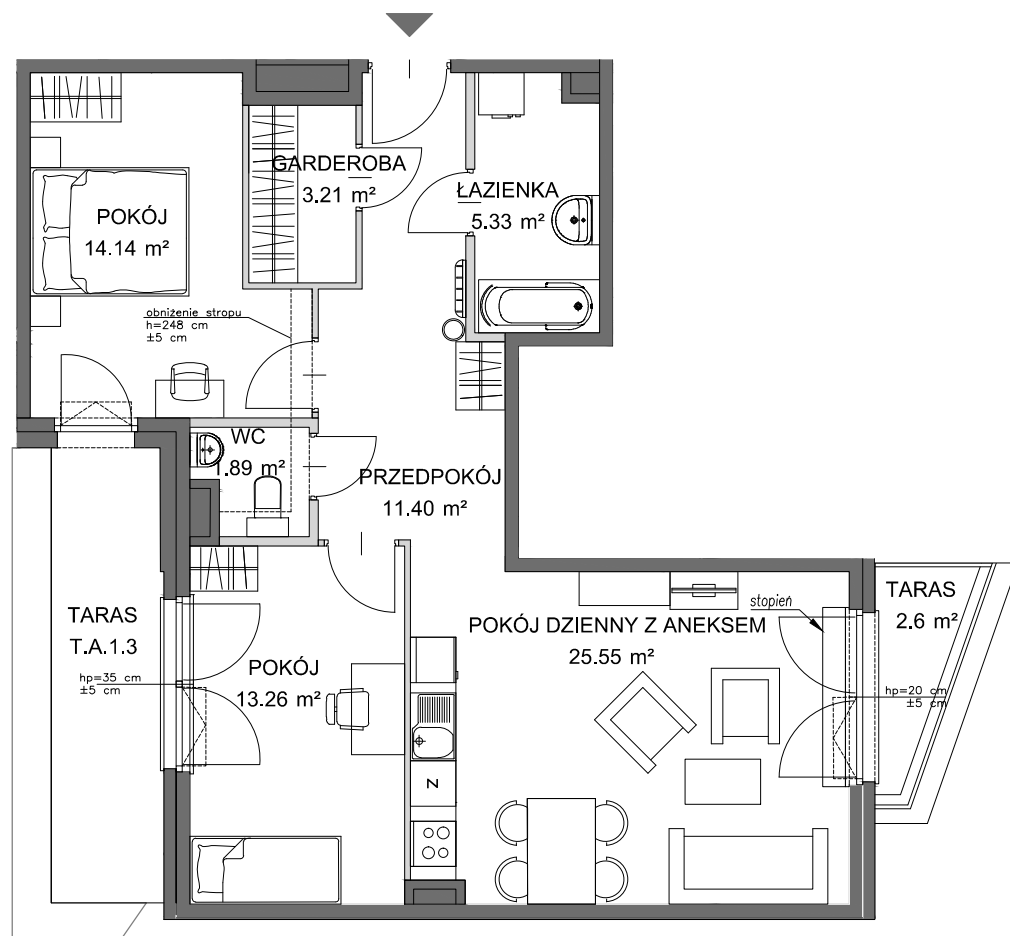 GARDEROBA
3.21 m²
ŁAZIENKA
5.33 m²
POKÓJ
14.14 m²
obniżenie stropu
h=248 cm
±5 cm
WC
1.89 m²
PRZEDPOKÓJ
11.40 m²
TARAS
T.A.1.3
hp=35 cm
±5 cm
POKÓJ
13.26 m²
POKÓJ DZIENNY Z ANEKSEM
25.55 m²
stopień
TARAS
2.6 m²
hp=20 cm
±5 cm
Z